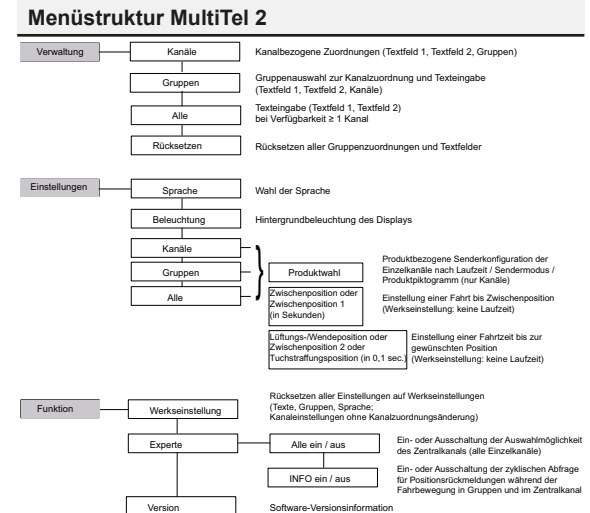 Menüstruktur MultiTel 2
Verwaltung
Kanäle
Kanalbezogene Zuordnungen (Textfeld 1, Textfeld 2, Gruppen)
Gruppen
Gruppenauswahl zur Kanalzuordnung und Texteingabe
(Textfeld 1, Textfeld 2, Kanäle)
Alle
Texteingabe (Textfeld 1, Textfeld 2)
bei Verfügbarkeit ≥ 1 Kanal
Rücksetzen
Rücksetzen aller Gruppenzuordnungen und Textfelder
Einstellungen
Sprache
Wahl der Sprache
Beleuchtung
Hintergrundbeleuchtung des Displays
Kanäle
Gruppen
Alle
Produktwahl
Produktbezogene Senderkonfiguration der
Einzelkanäle nach Laufzeit / Sendermodus /
Produktpiktogramm (nur Kanäle)
Zwischenposition oder
Zwischenposition 1
(in Sekunden)
Einstellung einer Fahrt bis Zwischenposition
(Werkseinstellung: keine Laufzeit)
Lüftungs-/Wendeposition oder
Zwischenposition 2 oder
Tuchstraffungsposition (in 0,1 sec.)
Einstellung einer Fahrtzeit bis zur
gewünschten Position
(Werkseinstellung: keine Laufzeit)
Funktion
Werkseinstellung
Rücksetzen aller Einstellungen auf Werkseinstellungen
(Texte, Gruppen, Sprache;
Kanaleinstellungen ohne Kanalzuordnungsänderung)
Experte
Alle ein / aus
Ein- oder Ausschaltung der Auswahlmöglichkeit
des Zentralkanals (alle Einzelkanäle)
INFO ein / aus
Ein- oder Ausschaltung der zyklischen Abfrage
für Positionsrückmeldungen während der
Fahrbewegung in Gruppen und im Zentralkanal
Version
Software-Versionsinformation